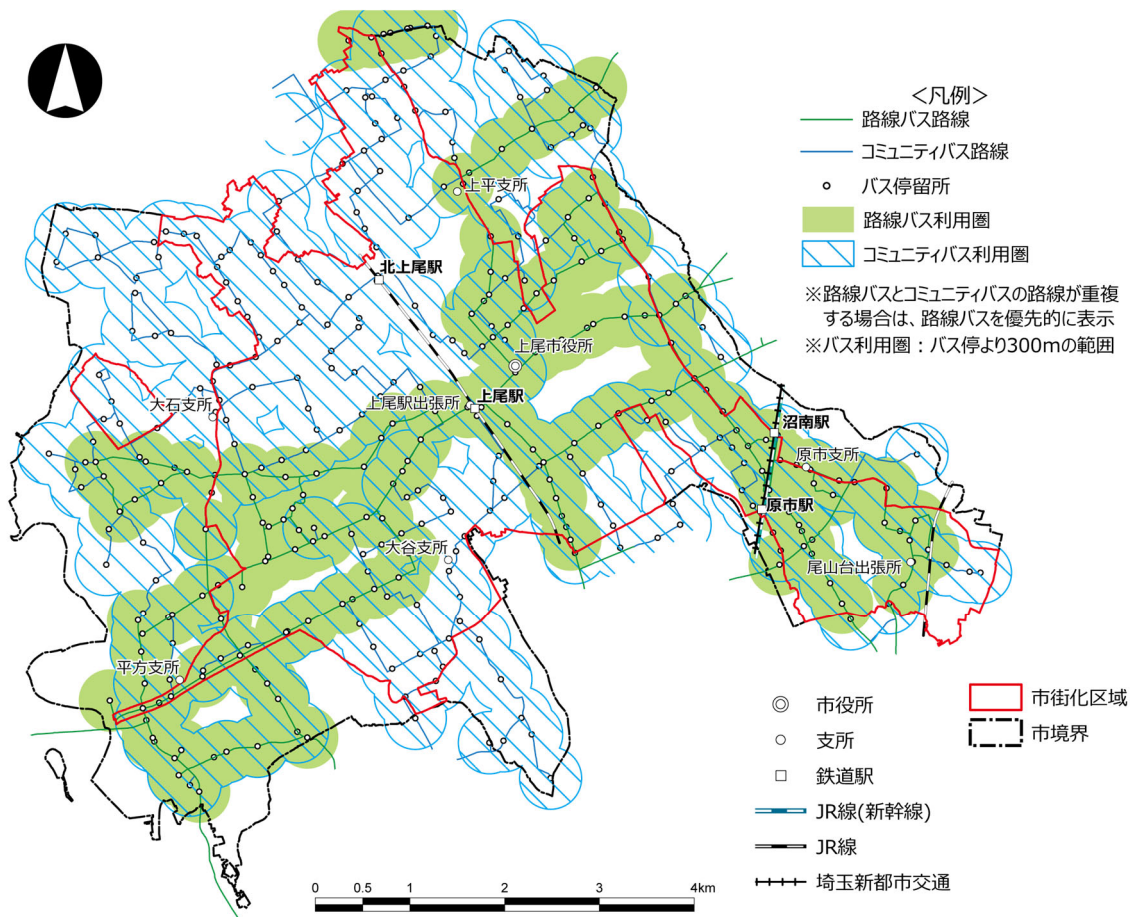 <凡例>
路線バス路線
コミュニティバス路線
バス停留所
路線バス利用圏
コミュニティバス利用圏
※路線バスとコミュニティバスの路線が重複
する場合は、路線バスを優先的に表示
※バス利用圏：バス停より300mの範囲
上平支所
北上尾駅
上尾市役所
大石支所
上尾駅出張所
上尾駅
沼南駅
原市支所
原市駅
大谷支所
尾山台出張所
平方支所
市役所
支所
鉄道駅
JR線(新幹線)
JR線
埼玉新都市交通
市街化区域
市境界
0 0.5 1 2 3 4km